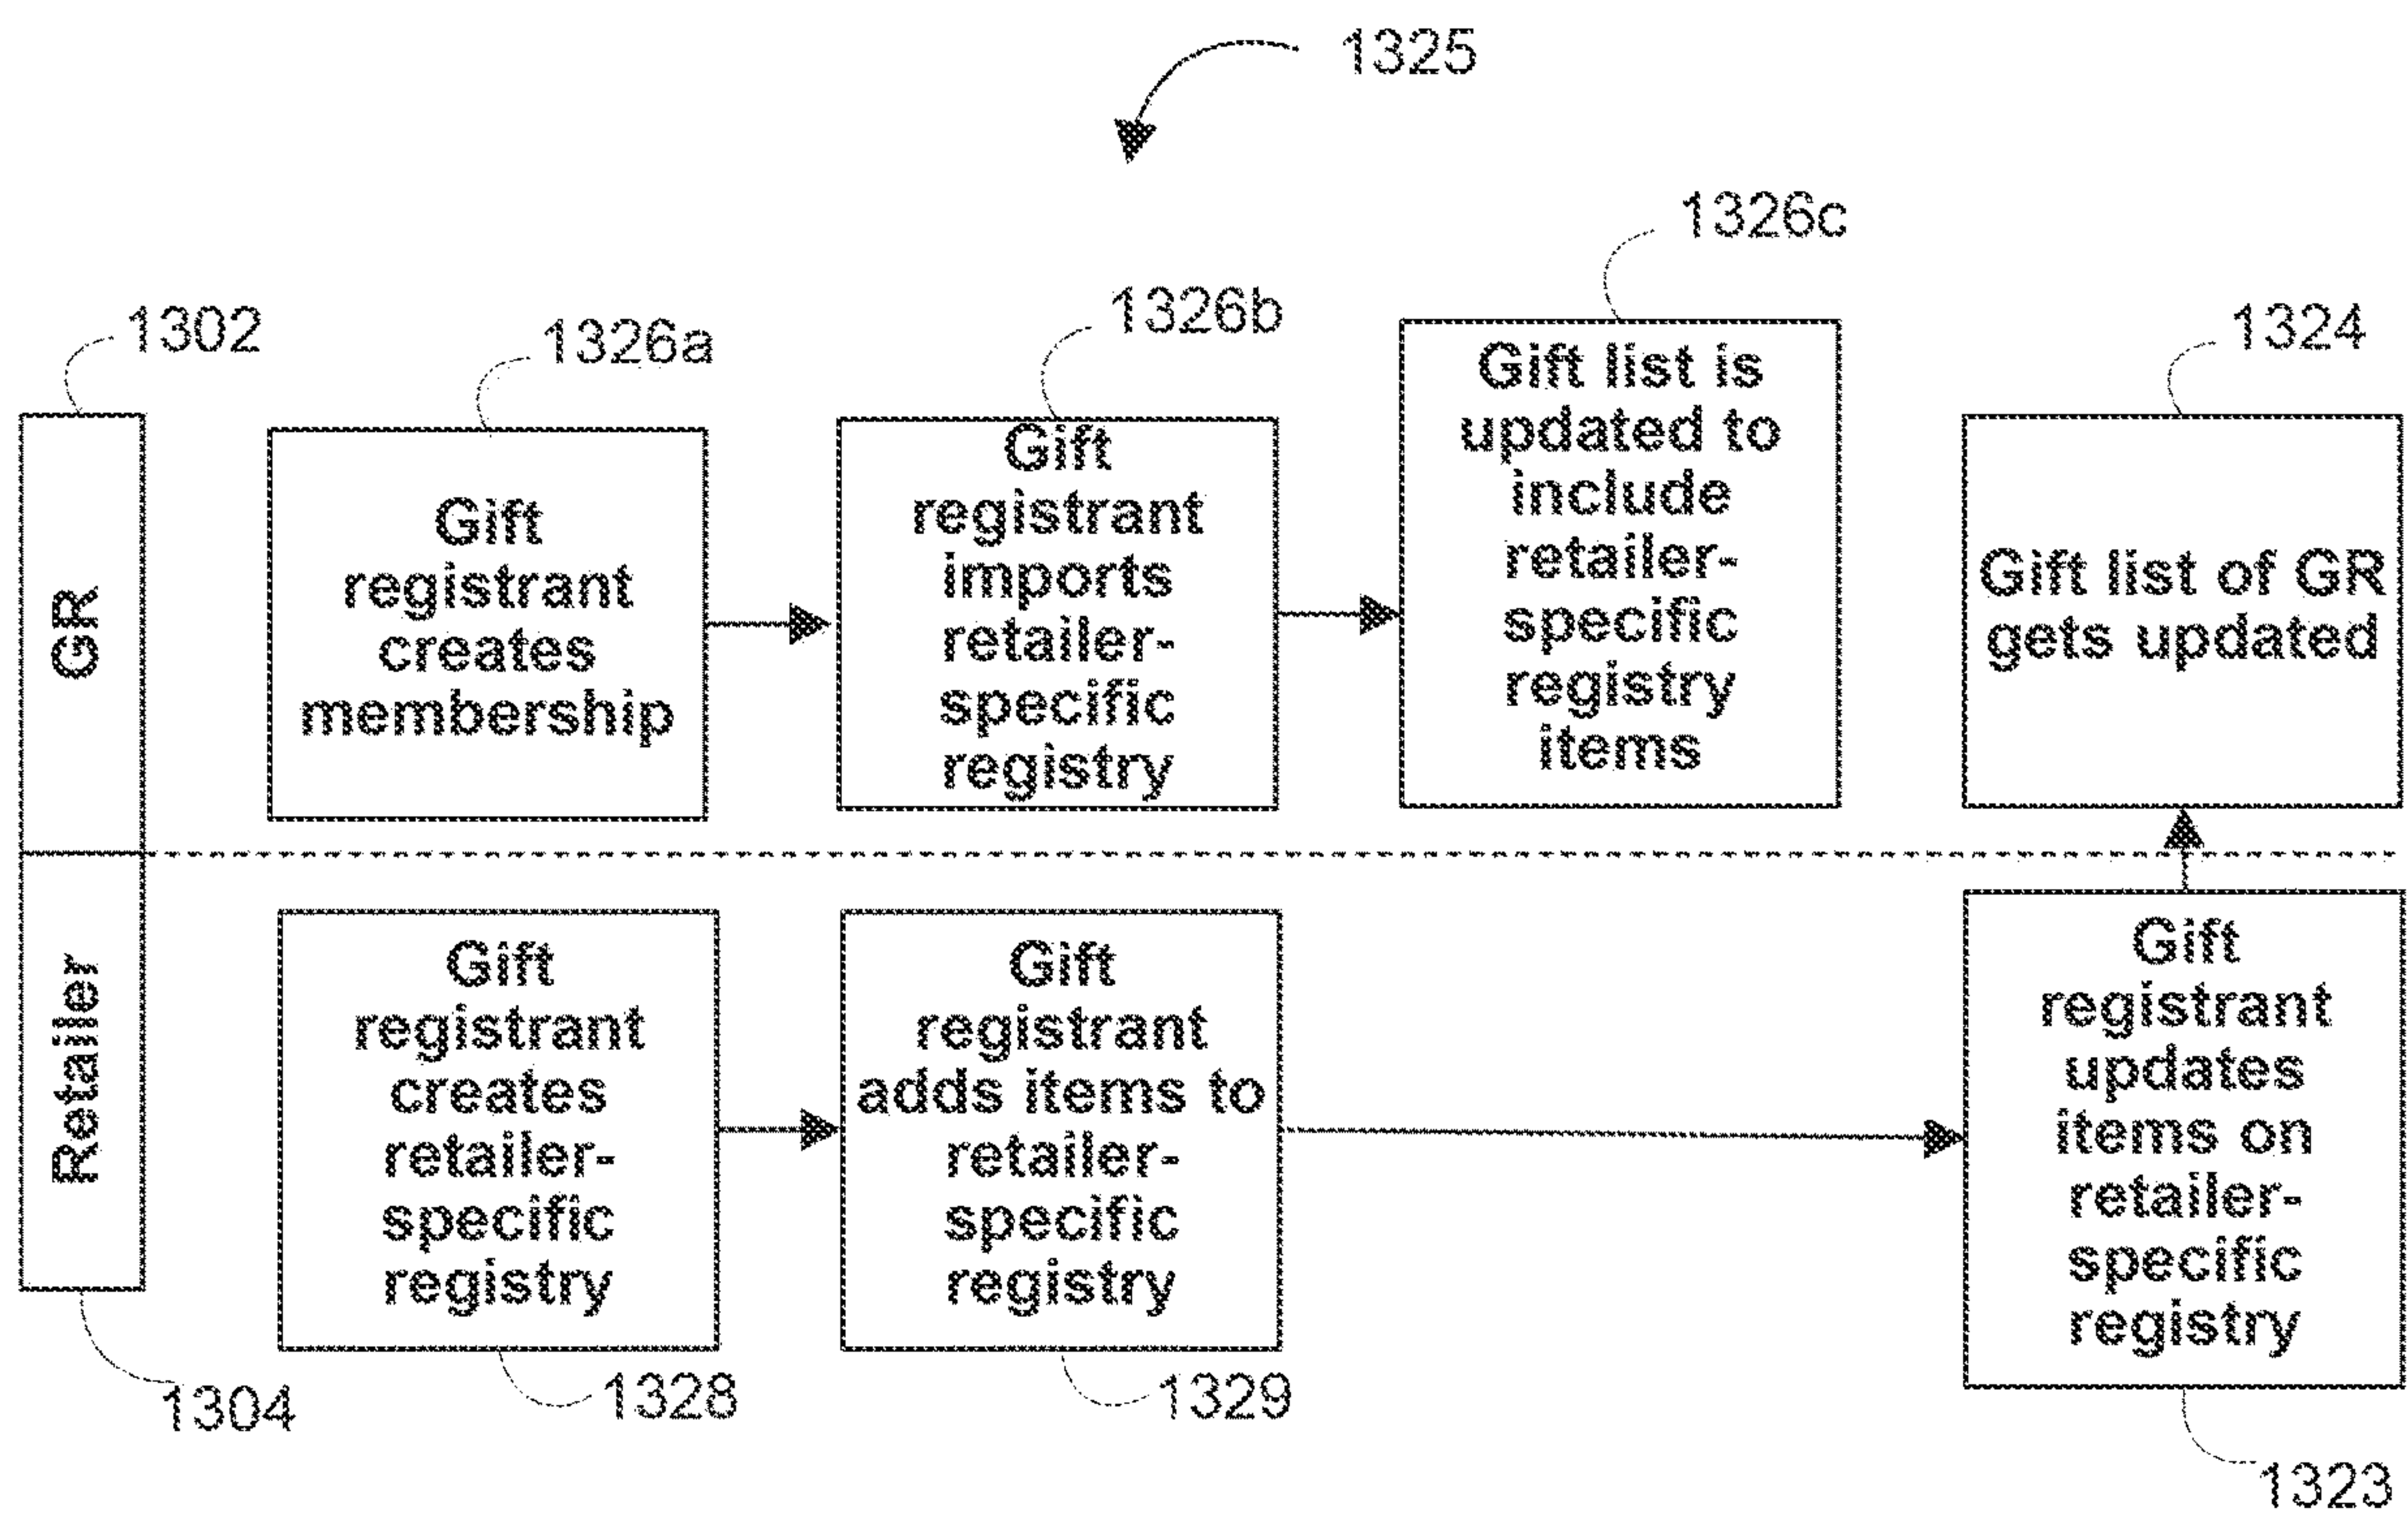 1325
1326c
1326b
1302
1326a
1324
GR
Gift
registrant
creates
membership
Gift
registrant
imports
retailer-
specific
registry
Gift list is
updated to
include
retailer-
specific
registry
items
Gift list of GR
gets updated
Retailer
Gift
registrant
creates
retailer-
specific
registry
Gift
registrant
adds items to
retailer-
specific
registry
Gift
registrant
updates
items on
retailer-
specific
registry
1304
1328
1329
1323